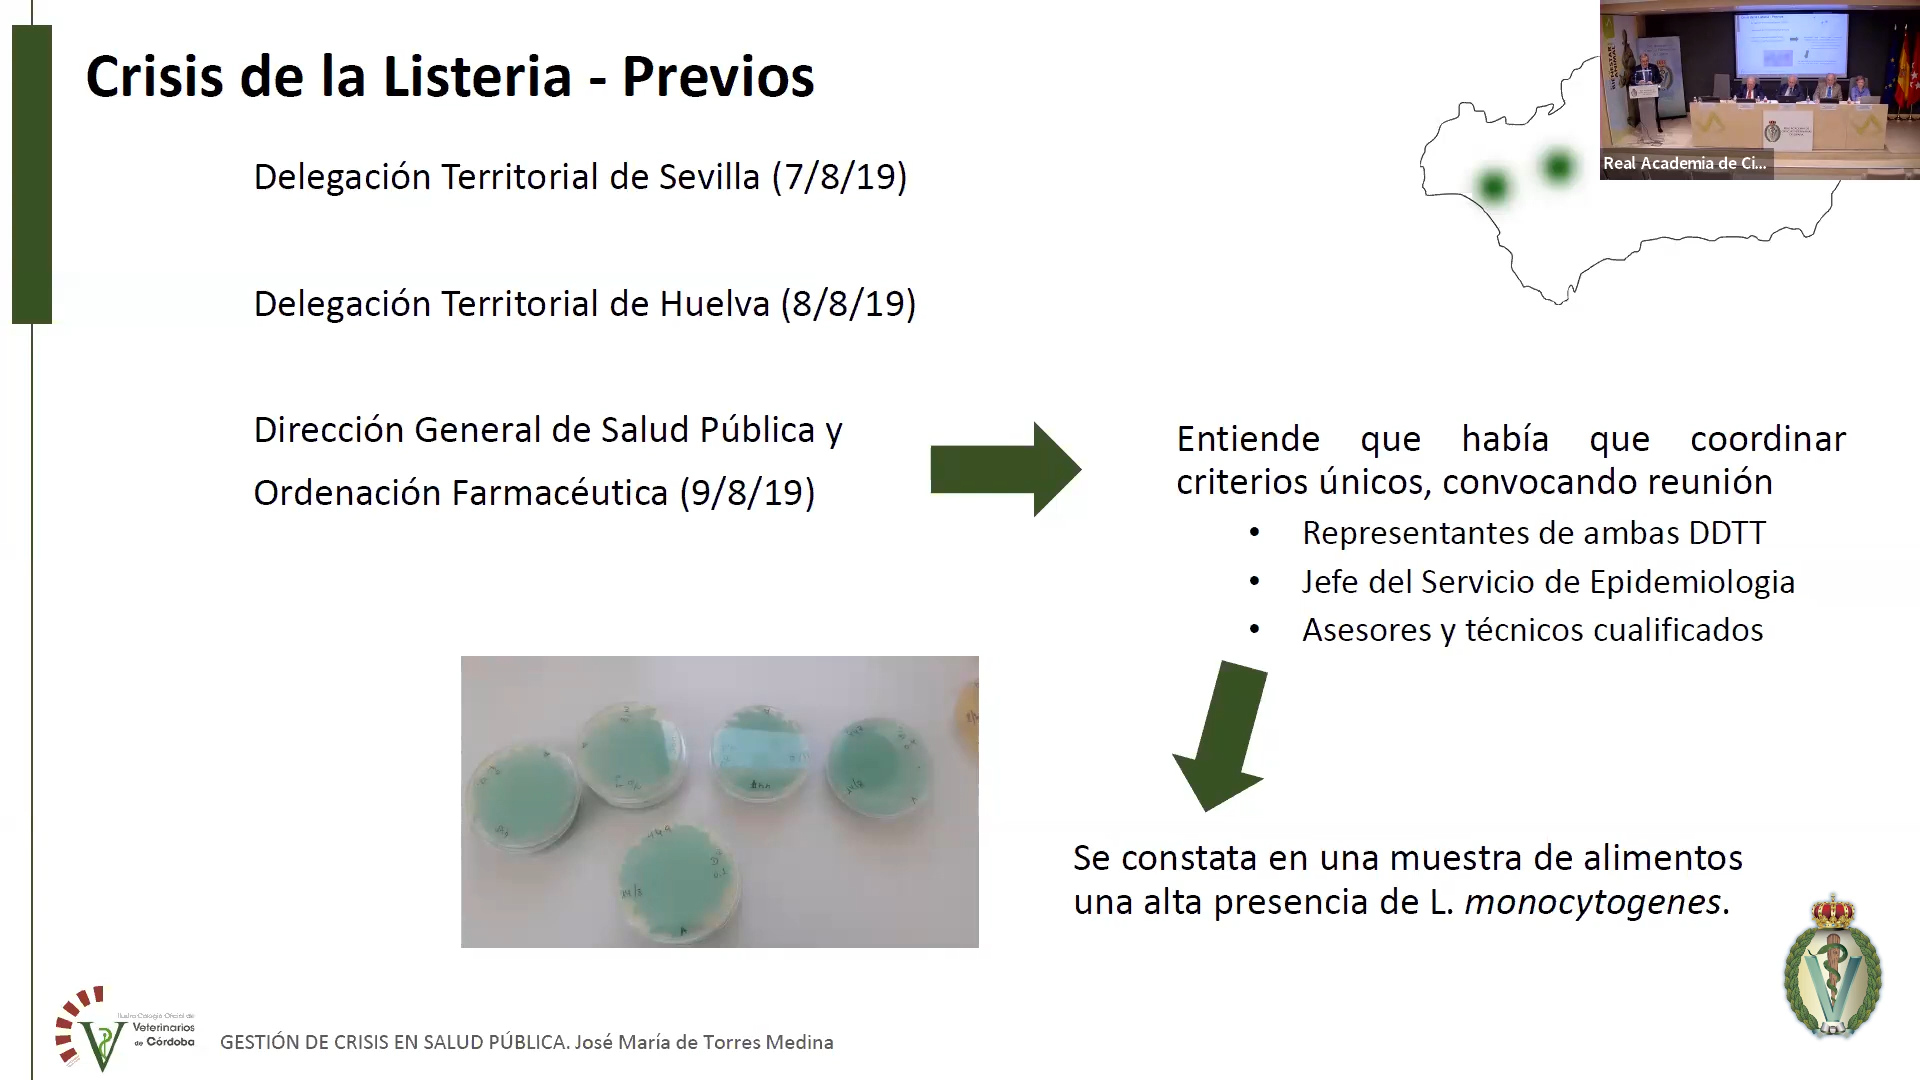 Crisis de la Listeria - Previos
Real Academia de Ci...
Delegación Territorial de Sevilla (7/8/19)
Delegación Territorial de Huelva (8/8/19)
Dirección General de Salud Pública y
Ordenación Farmacéutica (9/8/19)
Entiende que había que coordinar
criterios únicos, convocando reunión
• Representantes de ambas DDTT
• Jefe del Servicio de Epidemiologia
• Asesores y técnicos cualificados
Se constata en una muestra de alimentos
una alta presencia de L. monocytogenes.
Ilustre Colegio Oficial de
Veterinarios
de Córdoba
GESTIÓN DE CRISIS EN SALUD PÚBLICA. José María de Torres Medina